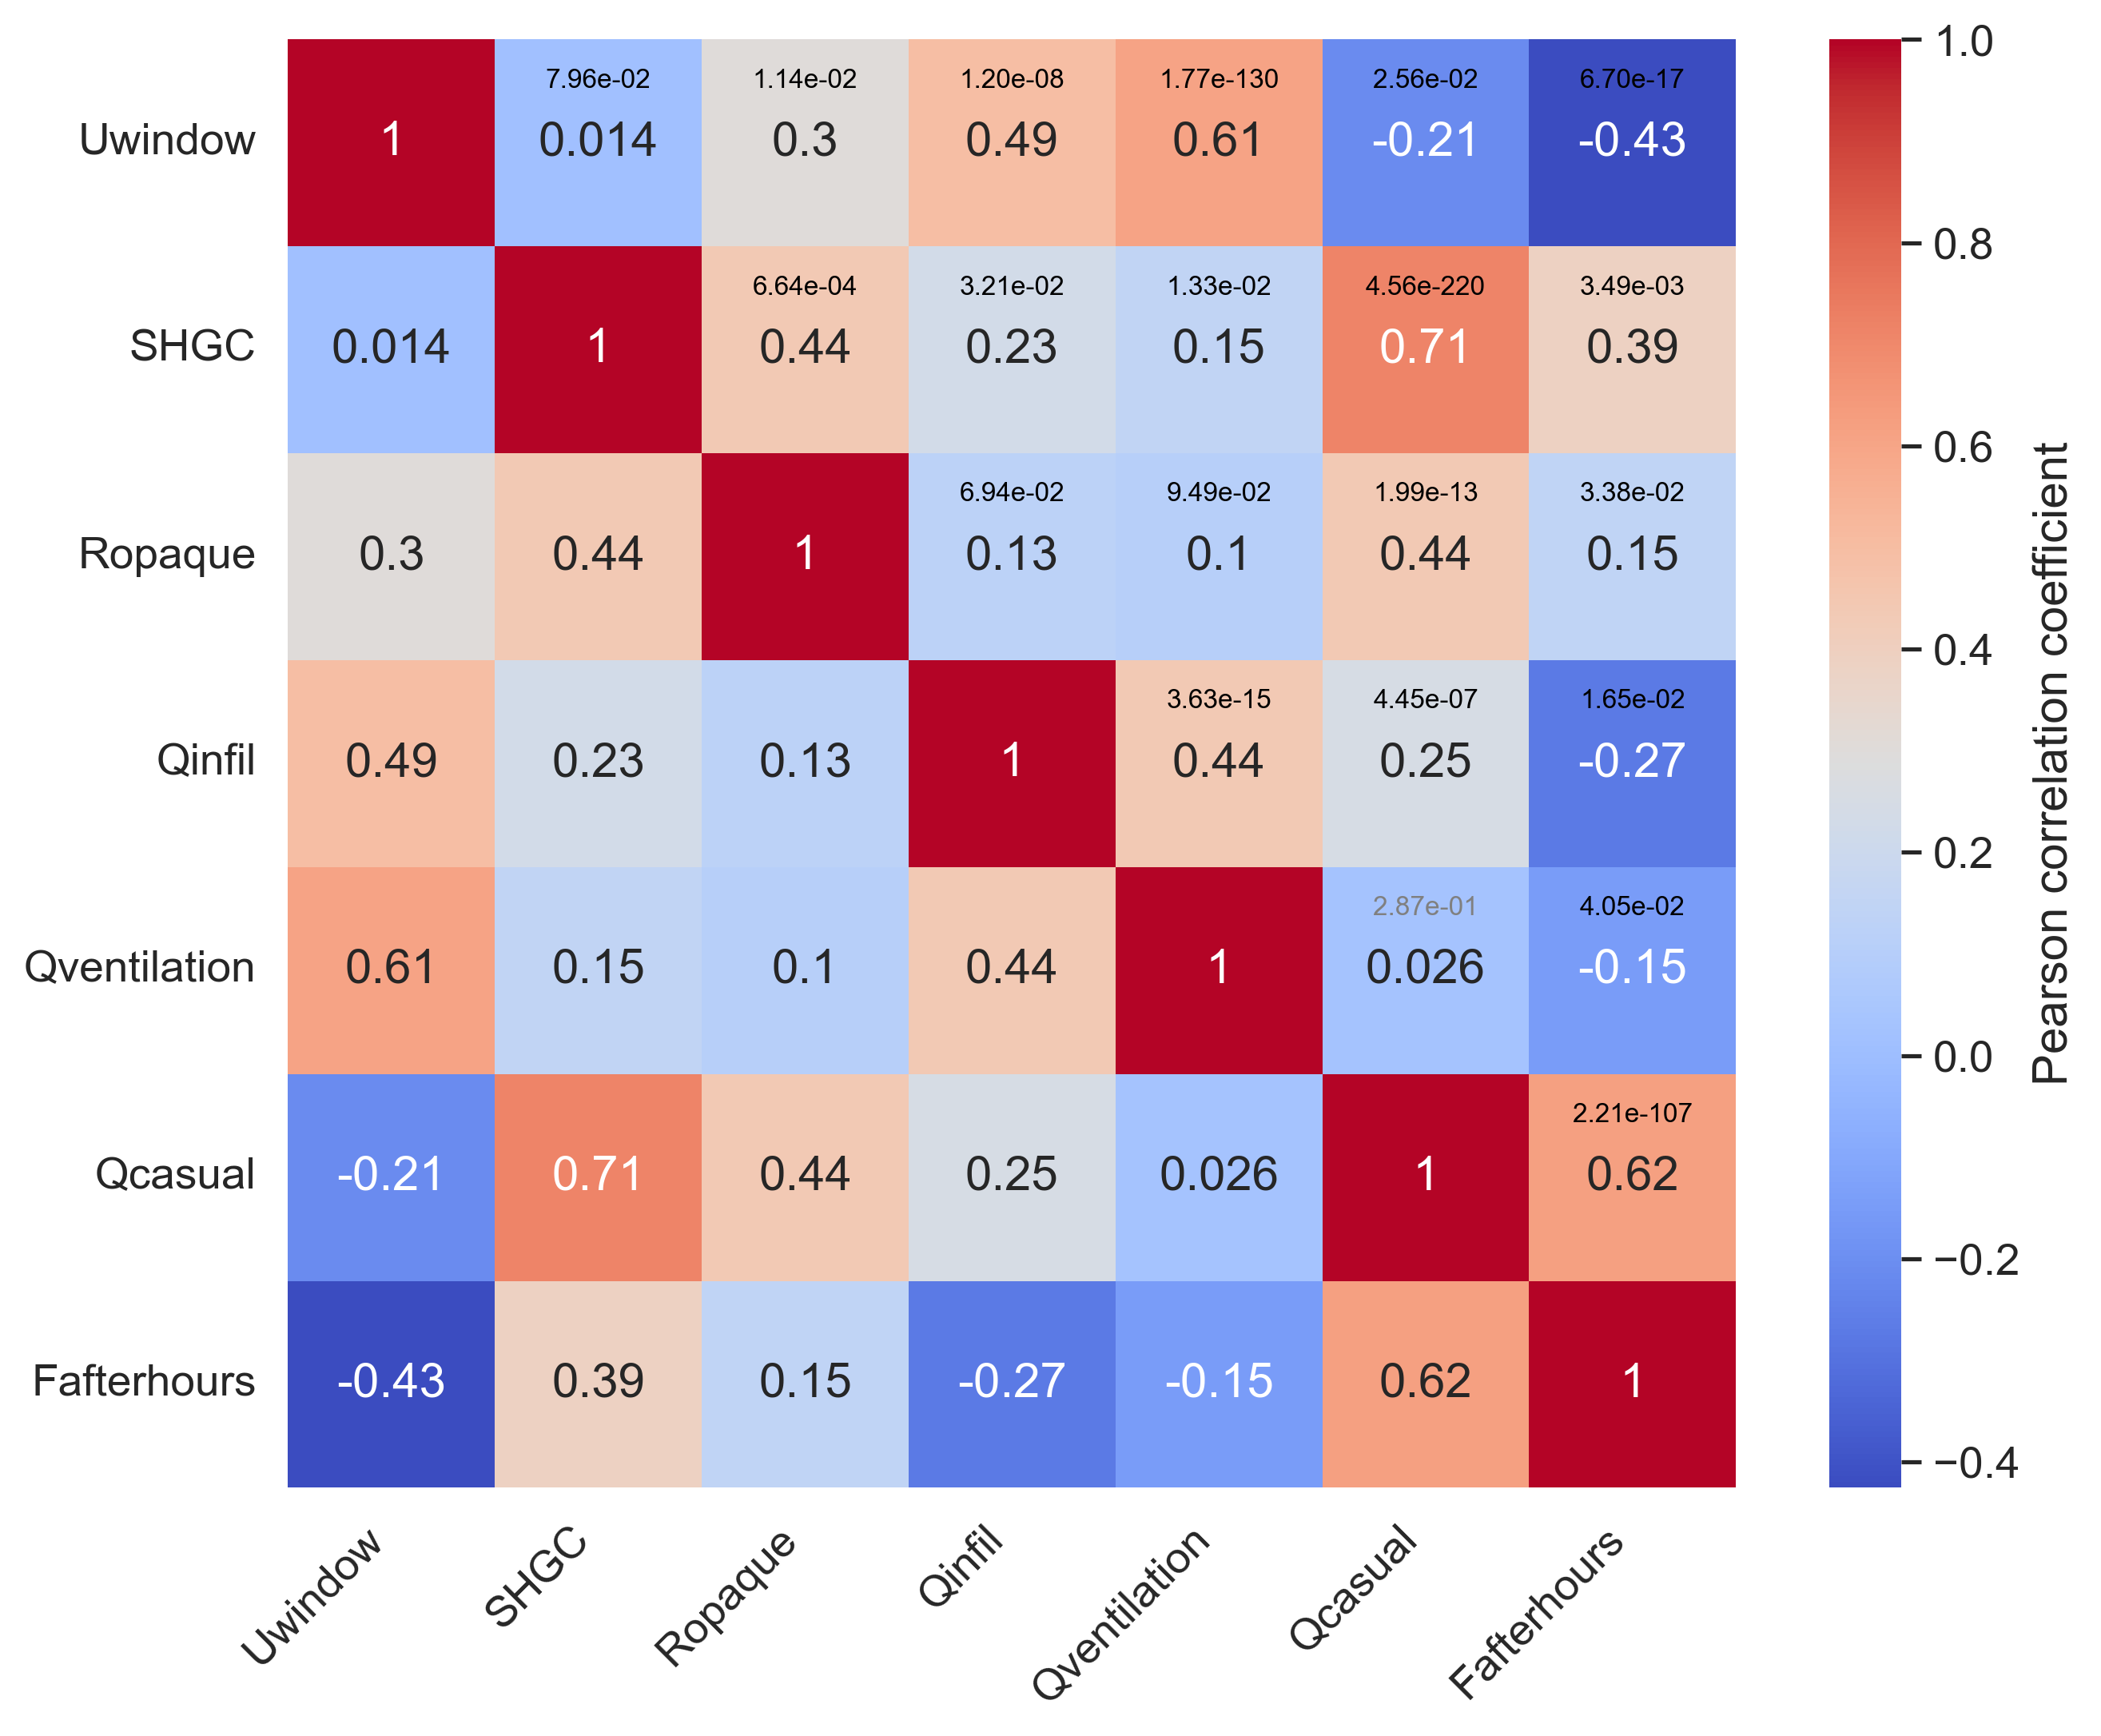 7.96e-02 1.14e-02 1.20e-08 1.77e-130 2.56e-02 6.70e-17
Uwindow 1 0.014 0.3 0.49 0.61 -0.21 -0.43
6.64e-04 3.21e-02 1.33e-02 4.56e-220 3.49e-03
SHGC 0.014 1 0.44 0.23 0.15 0.71 0.39
6.94e-02 9.49e-02 1.99e-13 3.38e-02
Ropaque 0.3 0.44 1 0.13 0.1 0.44 0.15
3.63e-15 4.45e-07 1.65e-02
Qinfil 0.49 0.23 0.13 1 0.44 0.25 -0.27
2.87e-01 4.05e-02
Qventilation 0.61 0.15 0.1 0.44 1 0.026 -0.15
2.21e-107
Qcasual -0.21 0.71 0.44 0.25 0.026 1 0.62
Fafterhours -0.43 0.39 0.15 -0.27 -0.15 0.62 1
Uwindow SHGC Ropaque Qinfil Qventilation Qcasual Fafterhours
1.0
0.8
0.6
0.4
0.2
0.0
−0.2
−0.4
Pearson correlation coefficient